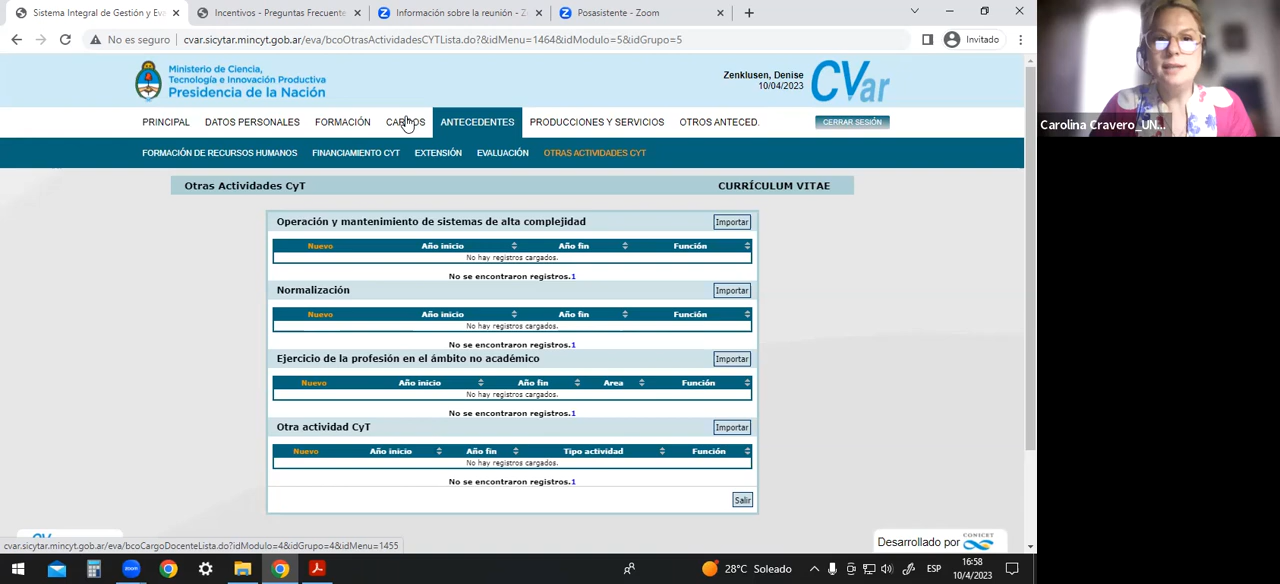 Sistema Integral de Gestión y Eva
Incentivos - Preguntas Frecuente
Información sobre la reunión - Z
Posasistente - Zoom
No es seguro
cvar.sicytar.mincyt.gob.ar/eva/bcoOtrasActividadesCYTLista.do?&idMenu=1464&idModulo=5&idGrupo=5
Invitado
Ministerio de Ciencia,
Tecnología e Innovación Productiva
Presidencia de la Nación
Zenklusen, Denise
10/04/2023
CVar
PRINCIPAL DATOS PERSONALES FORMACIÓN CARGOS ANTECEDENTES PRODUCCIONES Y SERVICIOS OTROS ANTECED. CERRAR SESIÓN
FORMACIÓN DE RECURSOS HUMANOS FINANCIAMIENTO CYT EXTENSIÓN EVALUACIÓN OTRAS ACTIVIDADES CYT
Otras Actividades CyT CURRÍCULUM VITAE
Operación y mantenimiento de sistemas de alta complejidad Importar
Nuevo Año inicio Año fin Función
No hay registros cargados.
No se encontraron registros.1
Normalización Importar
Nuevo Año inicio Año fin Función
No hay registros cargados.
No se encontraron registros.1
Ejercicio de la profesión en el ámbito no académico Importar
Nuevo Año inicio Año fin Area Función
No hay registros cargados.
No se encontraron registros.1
Otra actividad CyT Importar
Nuevo Año inicio Año fin Tipo actividad Función
No hay registros cargados.
No se encontraron registros.1
Salir
Desarrollado por CONICET
cvar.sicytar.mincyt.gob.ar/eva/bcoCargoDocenteLista.do?idModulo=4&idGrupo=4&idMenu=1455
zoom
28°C Soleado
ESP
16:58
10/4/2023
Carolina Cravero_UN...